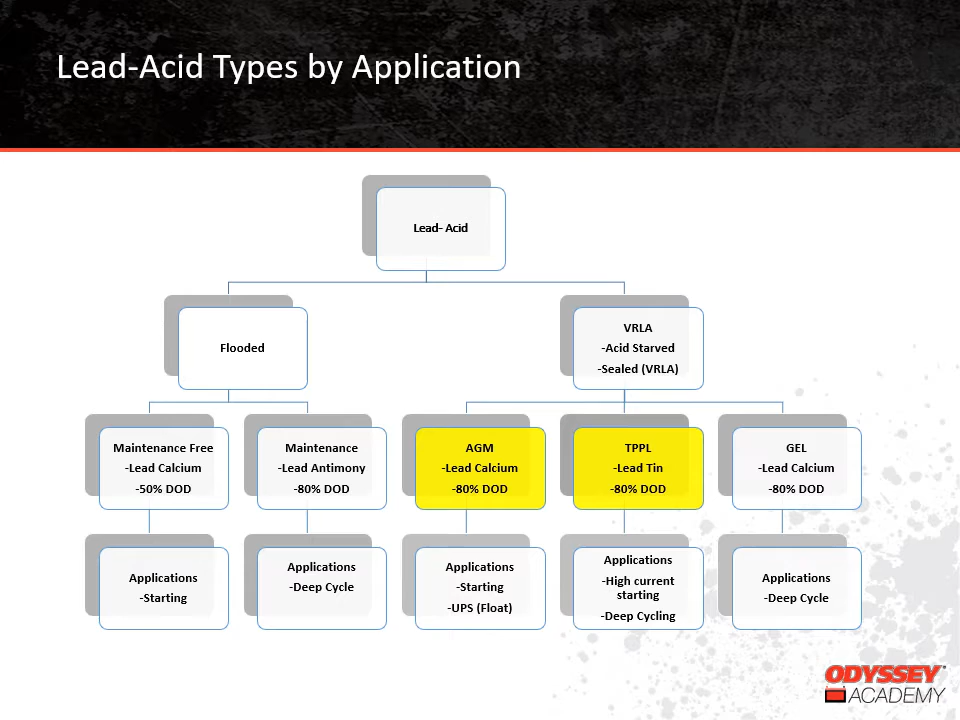 Lead-Acid Types by Application
Lead- Acid
Flooded
VRLA
-Acid Starved
-Sealed (VRLA)
Maintenance Free
-Lead Calcium
-50% DOD
Maintenance
-Lead Antimony
-80% DOD
AGM
-Lead Calcium
-80% DOD
TPPL
-Lead Tin
-80% DOD
GEL
-Lead Calcium
-80% DOD
Applications
-Starting
Applications
-Deep Cycle
Applications
-Starting
-UPS (Float)
Applications
-High current
starting
-Deep Cycling
Applications
-Deep Cycle
ODYSSEY
ACADEMY